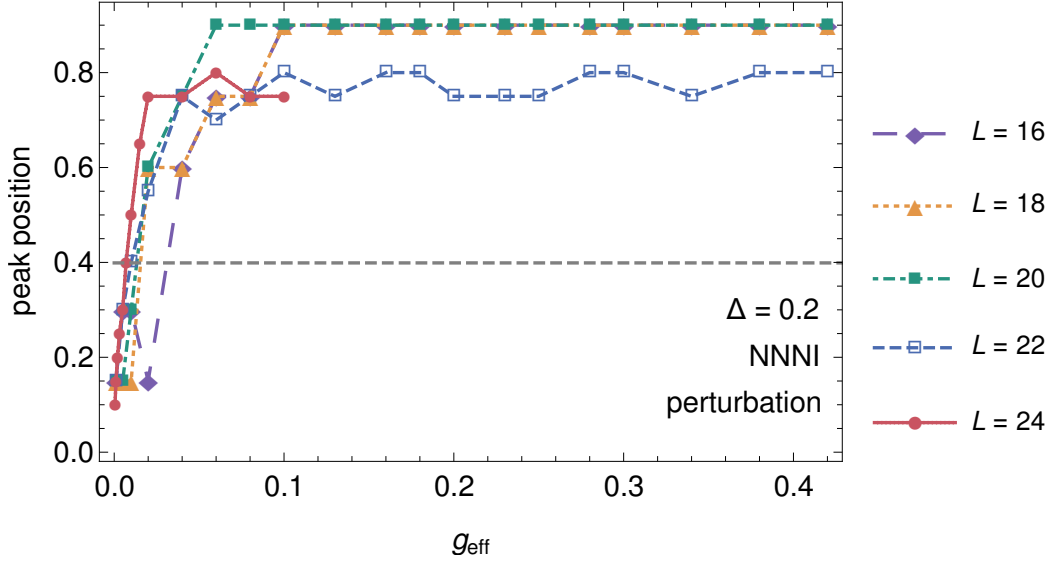 peak position
0.8
0.6
0.4
0.2
0.0
Δ = 0.2
NNNI
perturbation
0.0
0.1
0.2
0.3
0.4
g_eff
L = 16
L = 18
L = 20
L = 22
L = 24